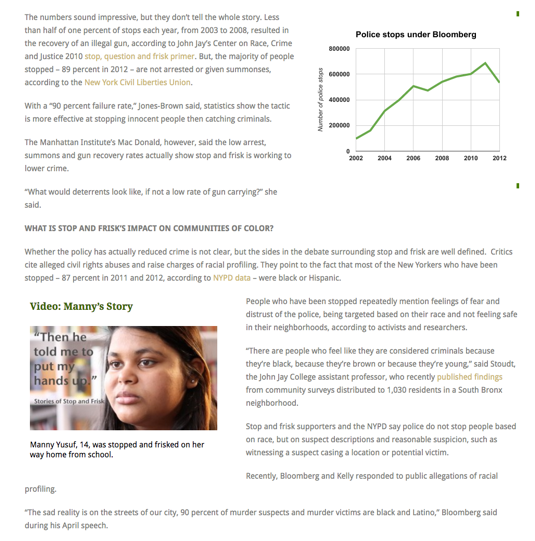 The numbers sound impressive, but they don't tell the whole story. Less
than half of one percent of stops each year, from 2003 to 2008, resulted in
the recovery of an illegal gun, according to John Jay's Center on Race, Crime
and Justice 2010 stop, question and frisk primer. But, the majority of people
stopped – 89 percent in 2012 – are not arrested or given summonses,
according to the New York Civil Liberties Union.
With a "90 percent failure rate," Jones-Brown said, statistics show the tactic
is more effective at stopping innocent people then catching criminals.
The Manhattan Institute's Mac Donald, however, said the low arrest,
summons and gun recovery rates actually show stop and frisk is working to
lower crime.
"What would deterrents look like, if not a low rate of gun carrying?" she
said.
Police stops under Bloomberg
Number of police stops
800000
600000
400000
200000
0
2002 2004 2006 2008 2010 2012
WHAT IS STOP AND FRISK'S IMPACT ON COMMUNITIES OF COLOR?
Whether the policy has actually reduced crime is not clear, but the sides in the debate surrounding stop and frisk are well defined. Critics
cite alleged civil rights abuses and raise charges of racial profiling. They point to the fact that most of the New Yorkers who have been
stopped – 87 percent in 2011 and 2012, according to NYPD data – were black or Hispanic.
Video: Manny's Story
"Then he
told me to
put my
hands up."
Stories of Stop and Frisk
Manny Yusuf, 14, was stopped and frisked on her
way home from school.
People who have been stopped repeatedly mention feelings of fear and
distrust of the police, being targeted based on their race and not feeling safe
in their neighborhoods, according to activists and researchers.
"There are people who feel like they are considered criminals because
they're black, because they're brown or because they're young," said Stoudt,
the John Jay College assistant professor, who recently published findings
from community surveys distributed to 1,030 residents in a South Bronx
neighborhood.
Stop and frisk supporters and the NYPD say police do not stop people based
on race, but on suspect descriptions and reasonable suspicion, such as
witnessing a suspect casing a location or potential victim.
Recently, Bloomberg and Kelly responded to public allegations of racial
profiling.
"The sad reality is on the streets of our city, 90 percent of murder suspects and murder victims are black and Latino," Bloomberg said
during his April speech.